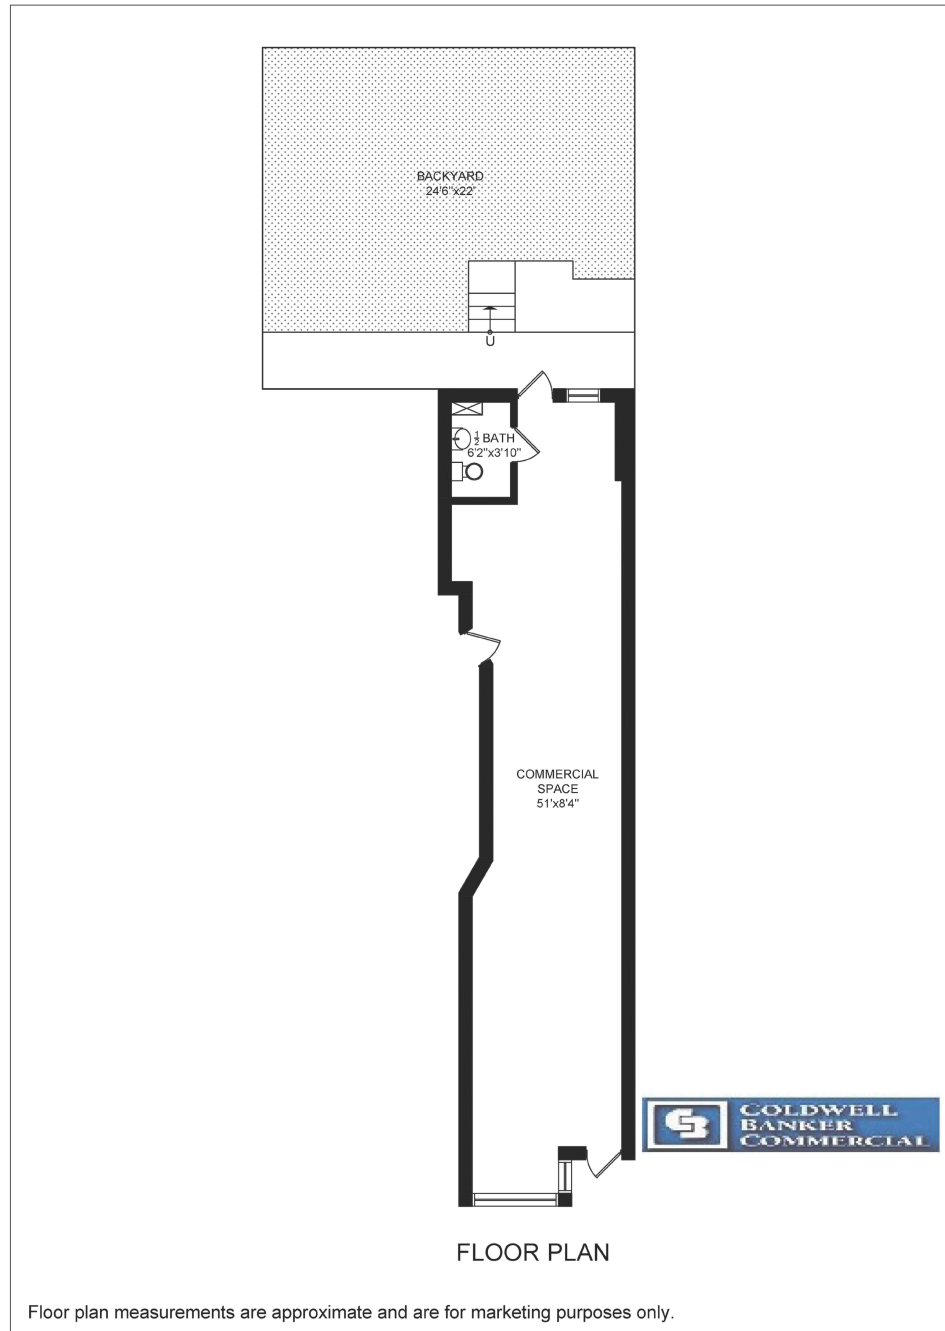 BACKYARD
24'6"x22'
U
½ BATH
6'2"x3'10"
COMMERCIAL
SPACE
51'x8'4"
CB
COLDWELL
BANKER
COMMERCIAL
FLOOR PLAN
Floor plan measurements are approximate and are for marketing purposes only.